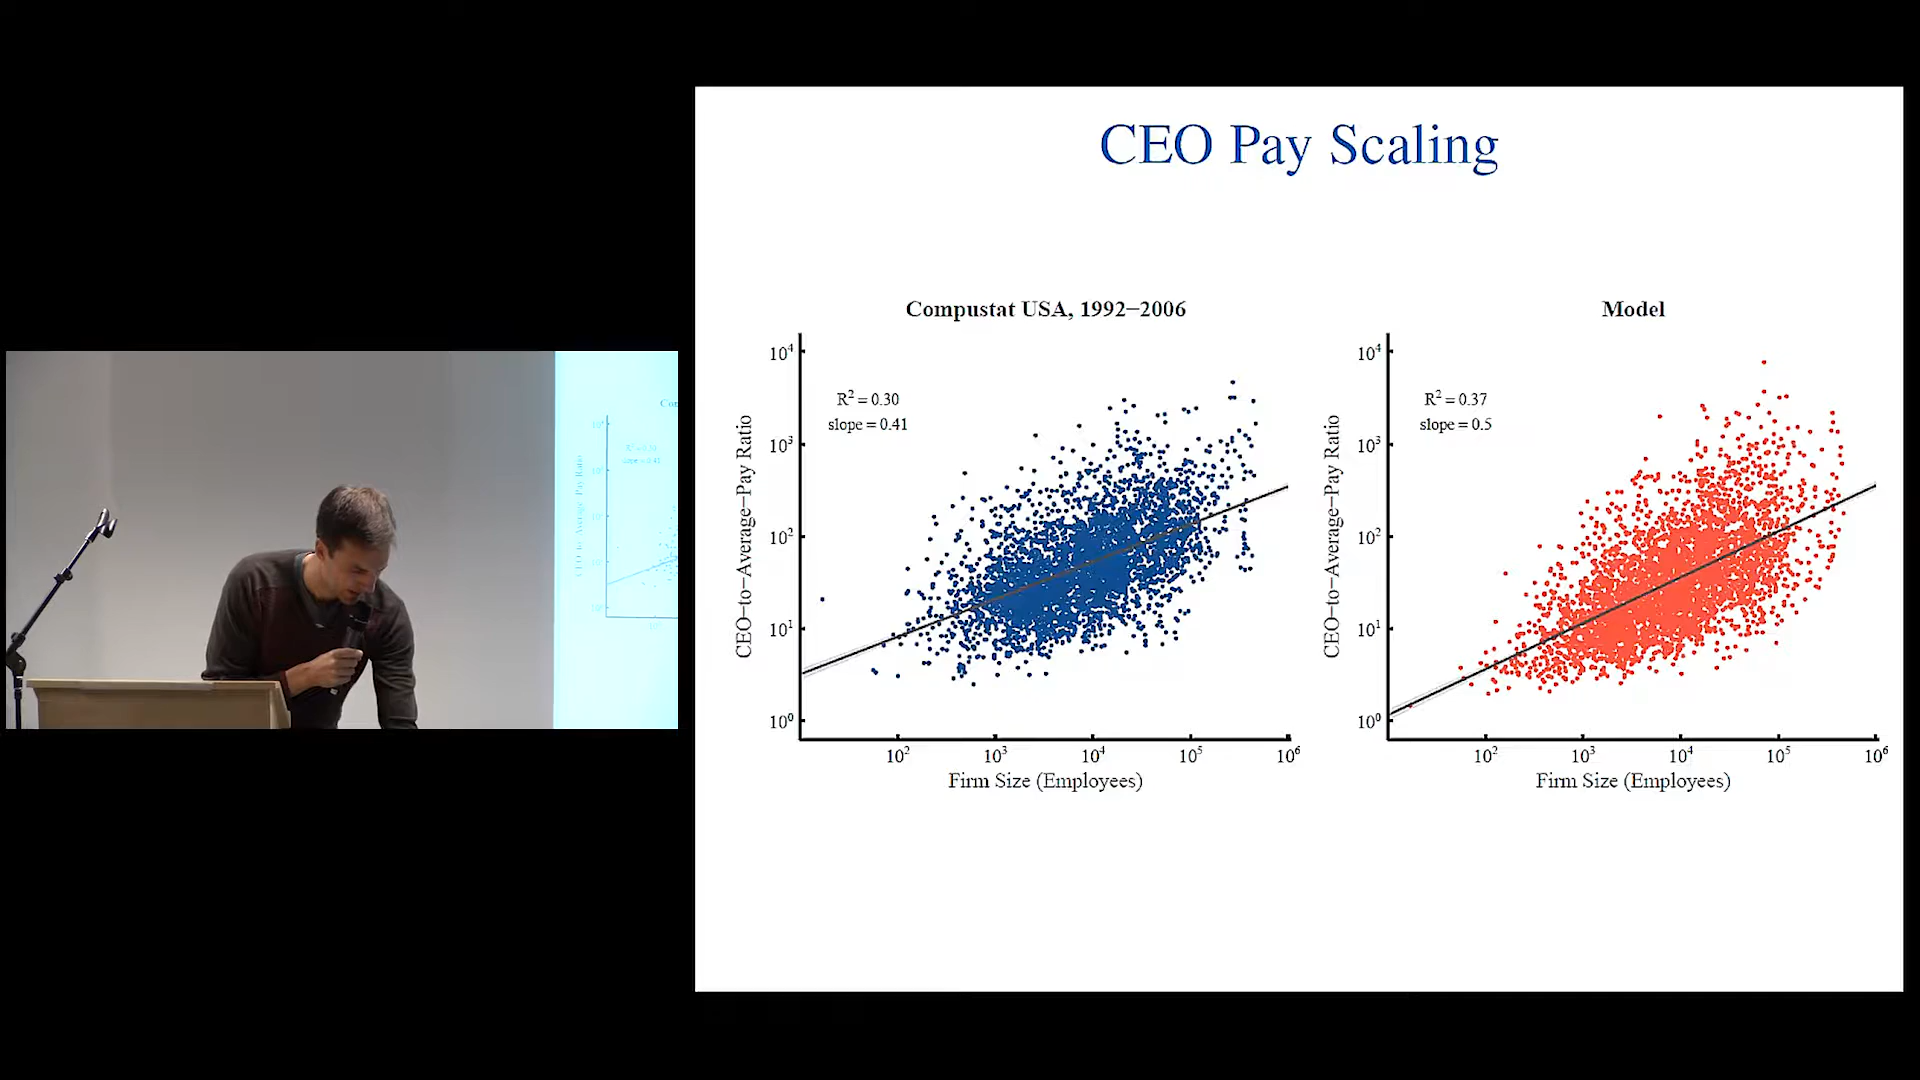 CEO Pay Scaling
Compustat USA, 1992−2006
CEO−to−Average−Pay Ratio
10⁴
10³
10²
10¹
10⁰
R² = 0.30
slope = 0.41
10²
10³
10⁴
10⁵
10⁶
Firm Size (Employees)
Model
CEO−to−Average−Pay Ratio
10⁴
10³
10²
10¹
10⁰
R² = 0.37
slope = 0.5
10²
10³
10⁴
10⁵
10⁶
Firm Size (Employees)